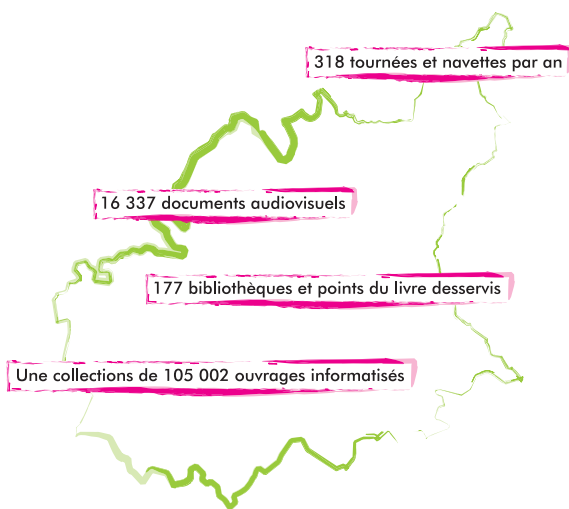 318 tournées et navettes par an
16 337 documents audiovisuels
177 bibliothèques et points du livre desservis
Une collections de 105 002 ouvrages informatisés